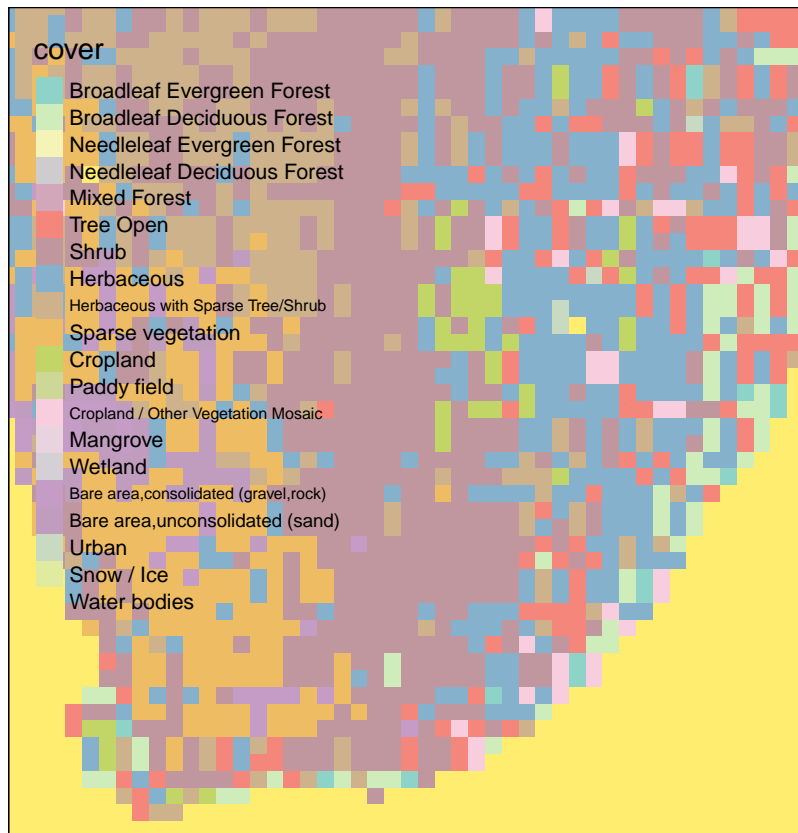 cover
Broadleaf Evergreen Forest
Broadleaf Deciduous Forest
Needleleaf Evergreen Forest
Needleleaf Deciduous Forest
Mixed Forest
Tree Open
Shrub
Herbaceous
Herbaceous with Sparse Tree/Shrub
Sparse vegetation
Cropland
Paddy field
Cropland / Other Vegetation Mosaic
Mangrove
Wetland
Bare area,consolidated (gravel,rock)
Bare area,unconsolidated (sand)
Urban
Snow / Ice
Water bodies